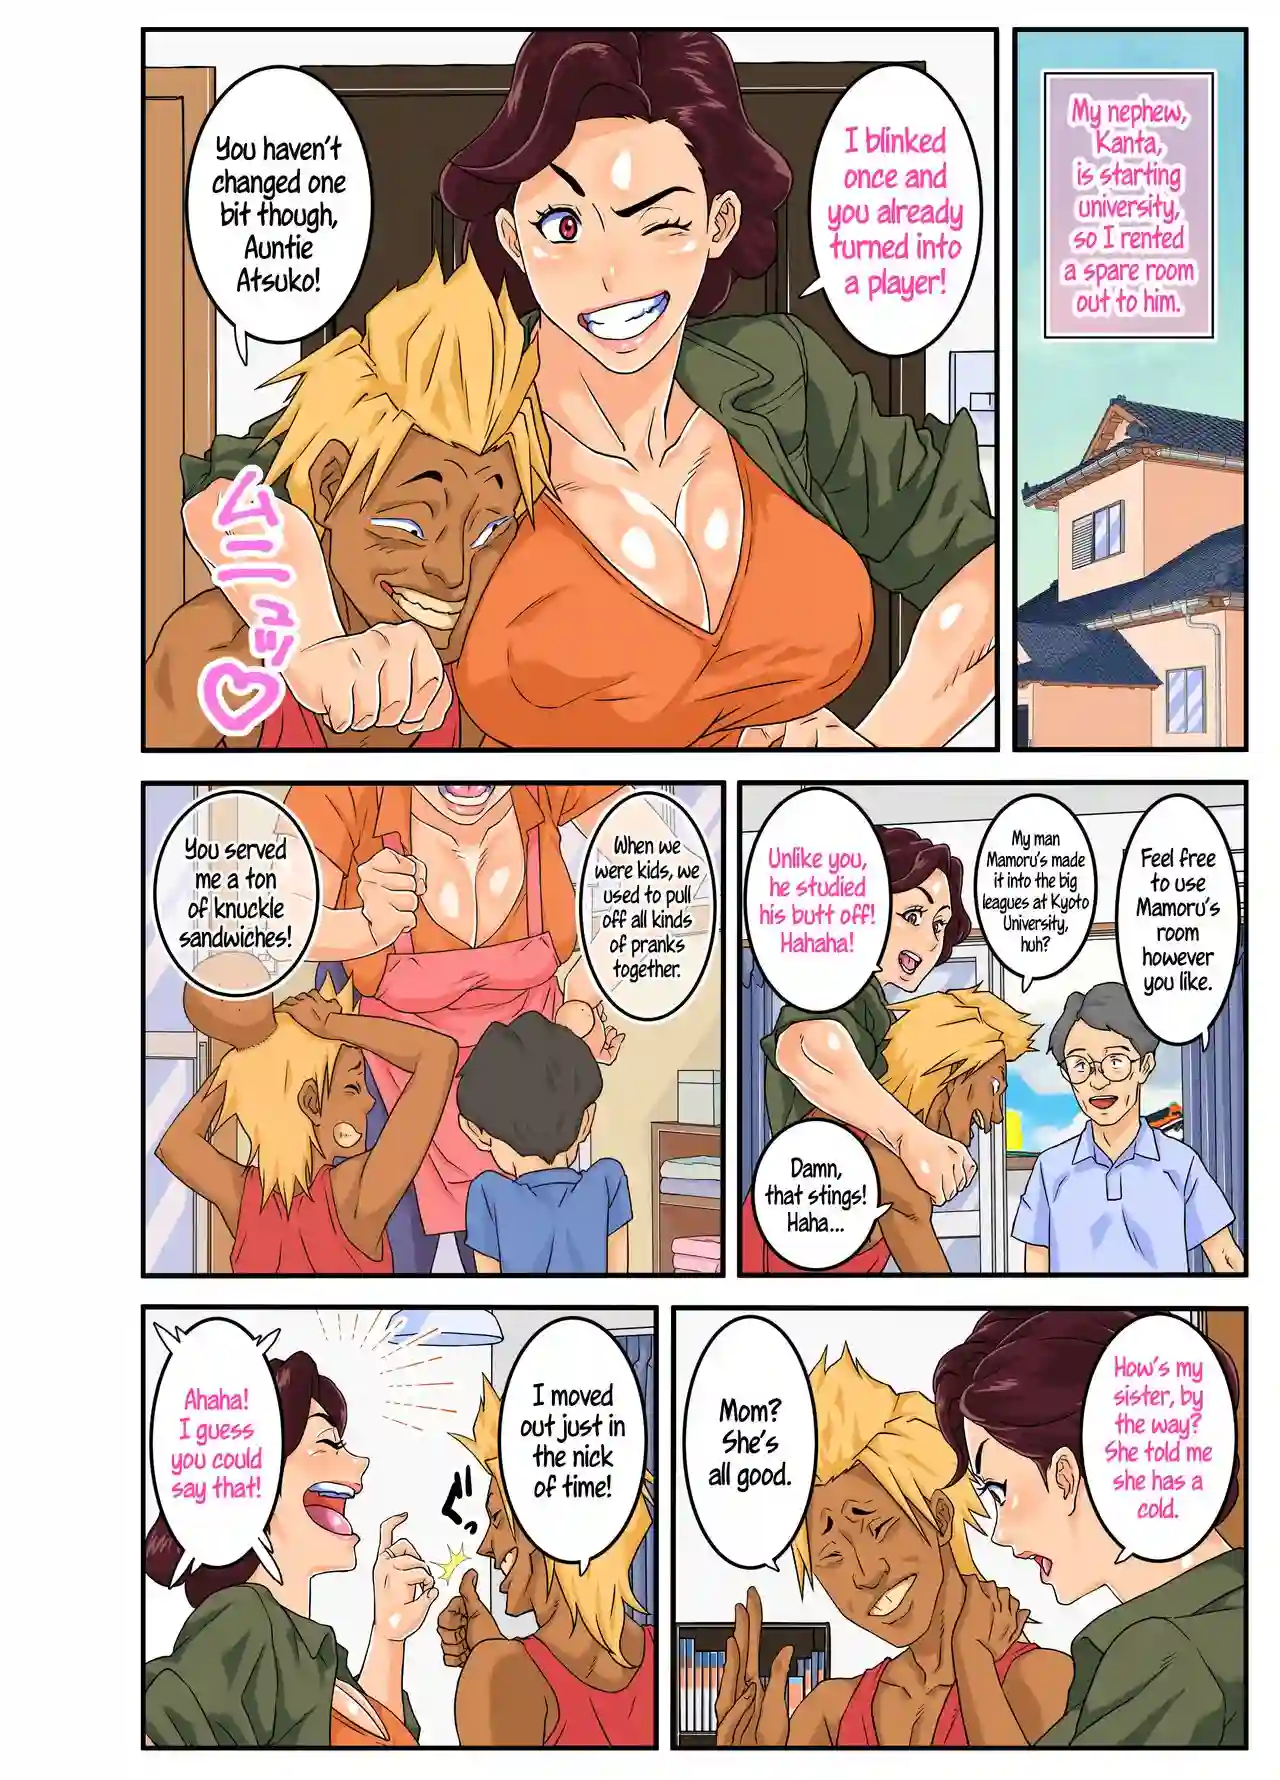 My nephew,
Kanta,
is starting
university,
so I rented
a spare room
out to him.
I blinked
once and
you already
turned into
a player!
You haven't
changed one
bit though,
Auntie
Atsuko!
ムニュッ♡
Feel free
to use
Mamoru's
room
however
you like.
My man
Mamoru's made
it into the big
leagues at Kyoto
University,
huh?
Unlike you,
he studied
his butt off!
Hahaha!
Damn,
that stings!
Haha...
When we
were kids, we
used to pull
off all kinds
of pranks
together.
You served
me a ton
of knuckle
sandwiches!
How's my
sister, by
the way?
She told me
she has a
cold.
Mom?
She's
all good.
I moved
out just in
the nick
of time!
Ahaha!
I guess
you could
say that!